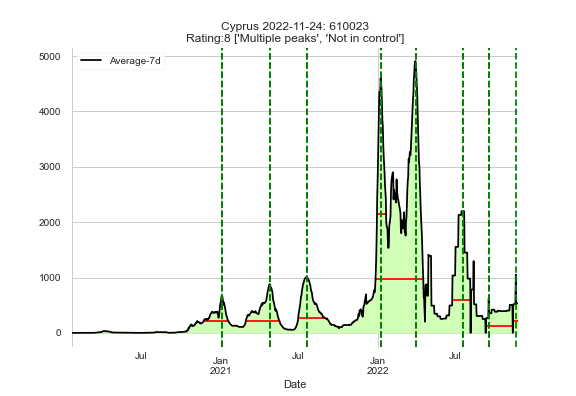 Cyprus 2022-11-24: 610023
Rating:8 ['Multiple peaks', 'Not in control']
Average-7d
5000
4000
3000
2000
1000
0
Jul
Jan
2021
Jul
Jan
2022
Jul
Date